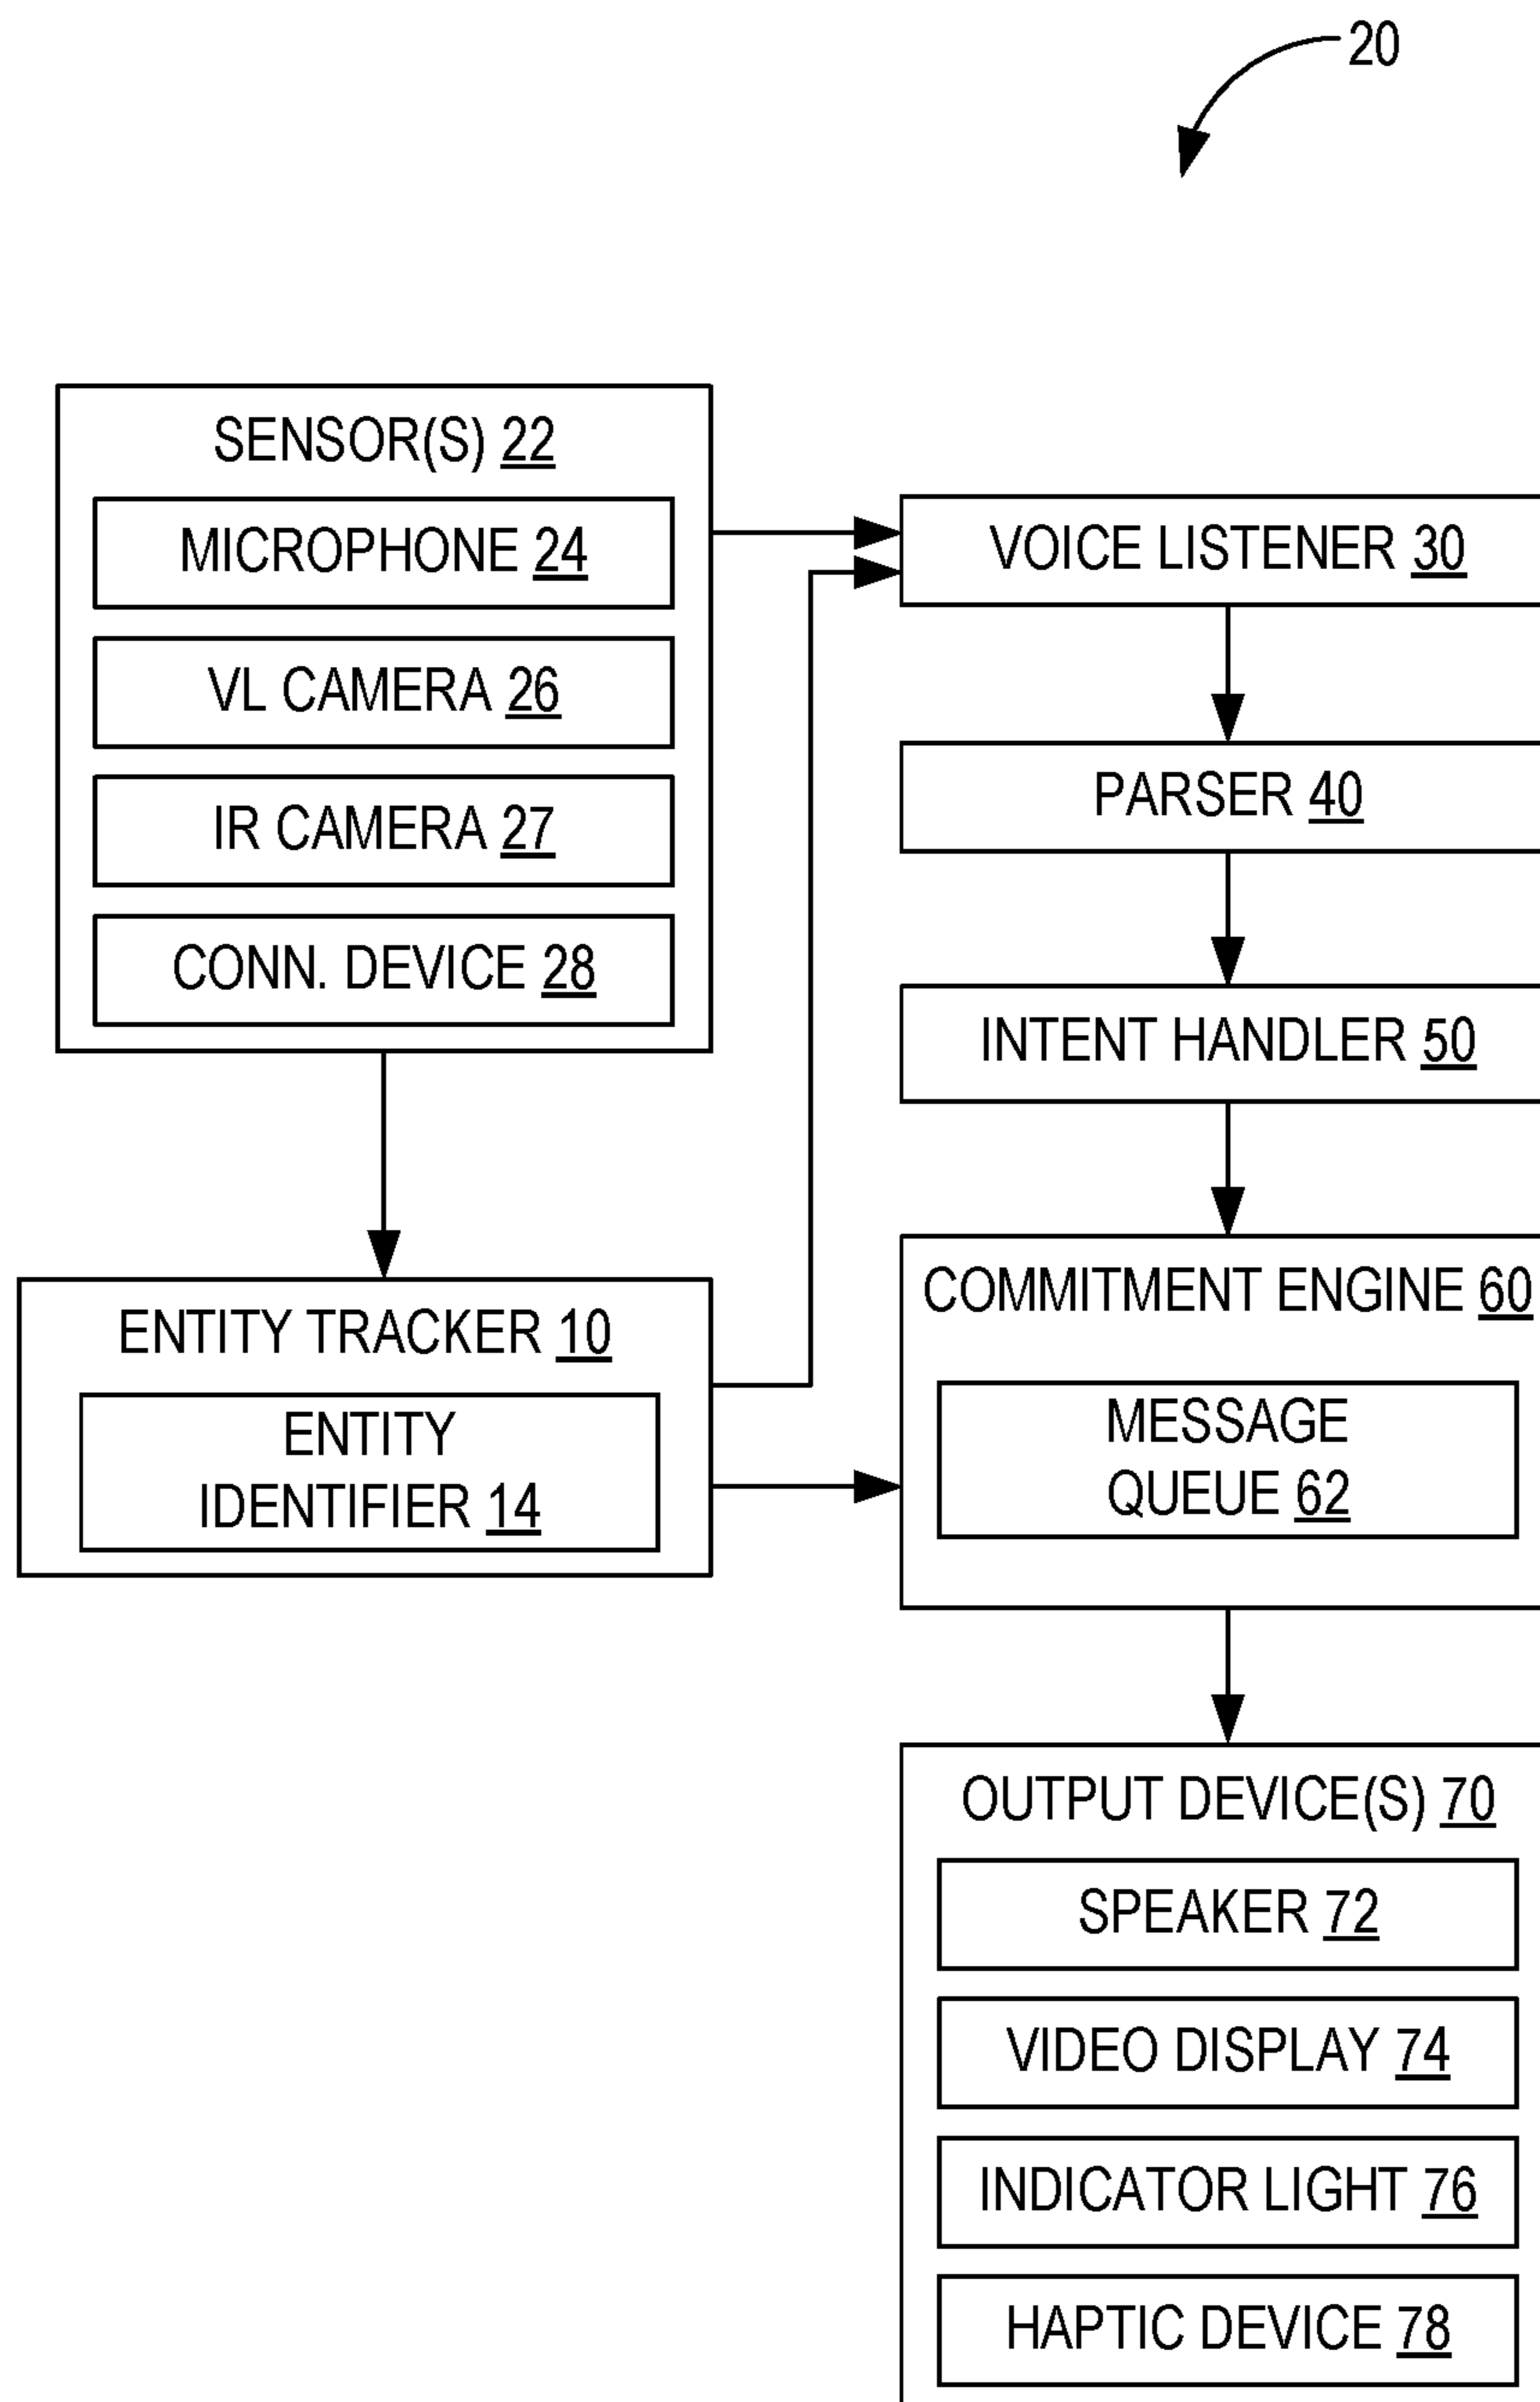 20
SENSOR(S) 22
MICROPHONE 24
VL CAMERA 26
IR CAMERA 27
CONN. DEVICE 28
ENTITY TRACKER 10
ENTITY
IDENTIFIER 14
VOICE LISTENER 30
PARSER 40
INTENT HANDLER 50
COMMITMENT ENGINE 60
MESSAGE
QUEUE 62
OUTPUT DEVICE(S) 70
SPEAKER 72
VIDEO DISPLAY 74
INDICATOR LIGHT 76
HAPTIC DEVICE 78